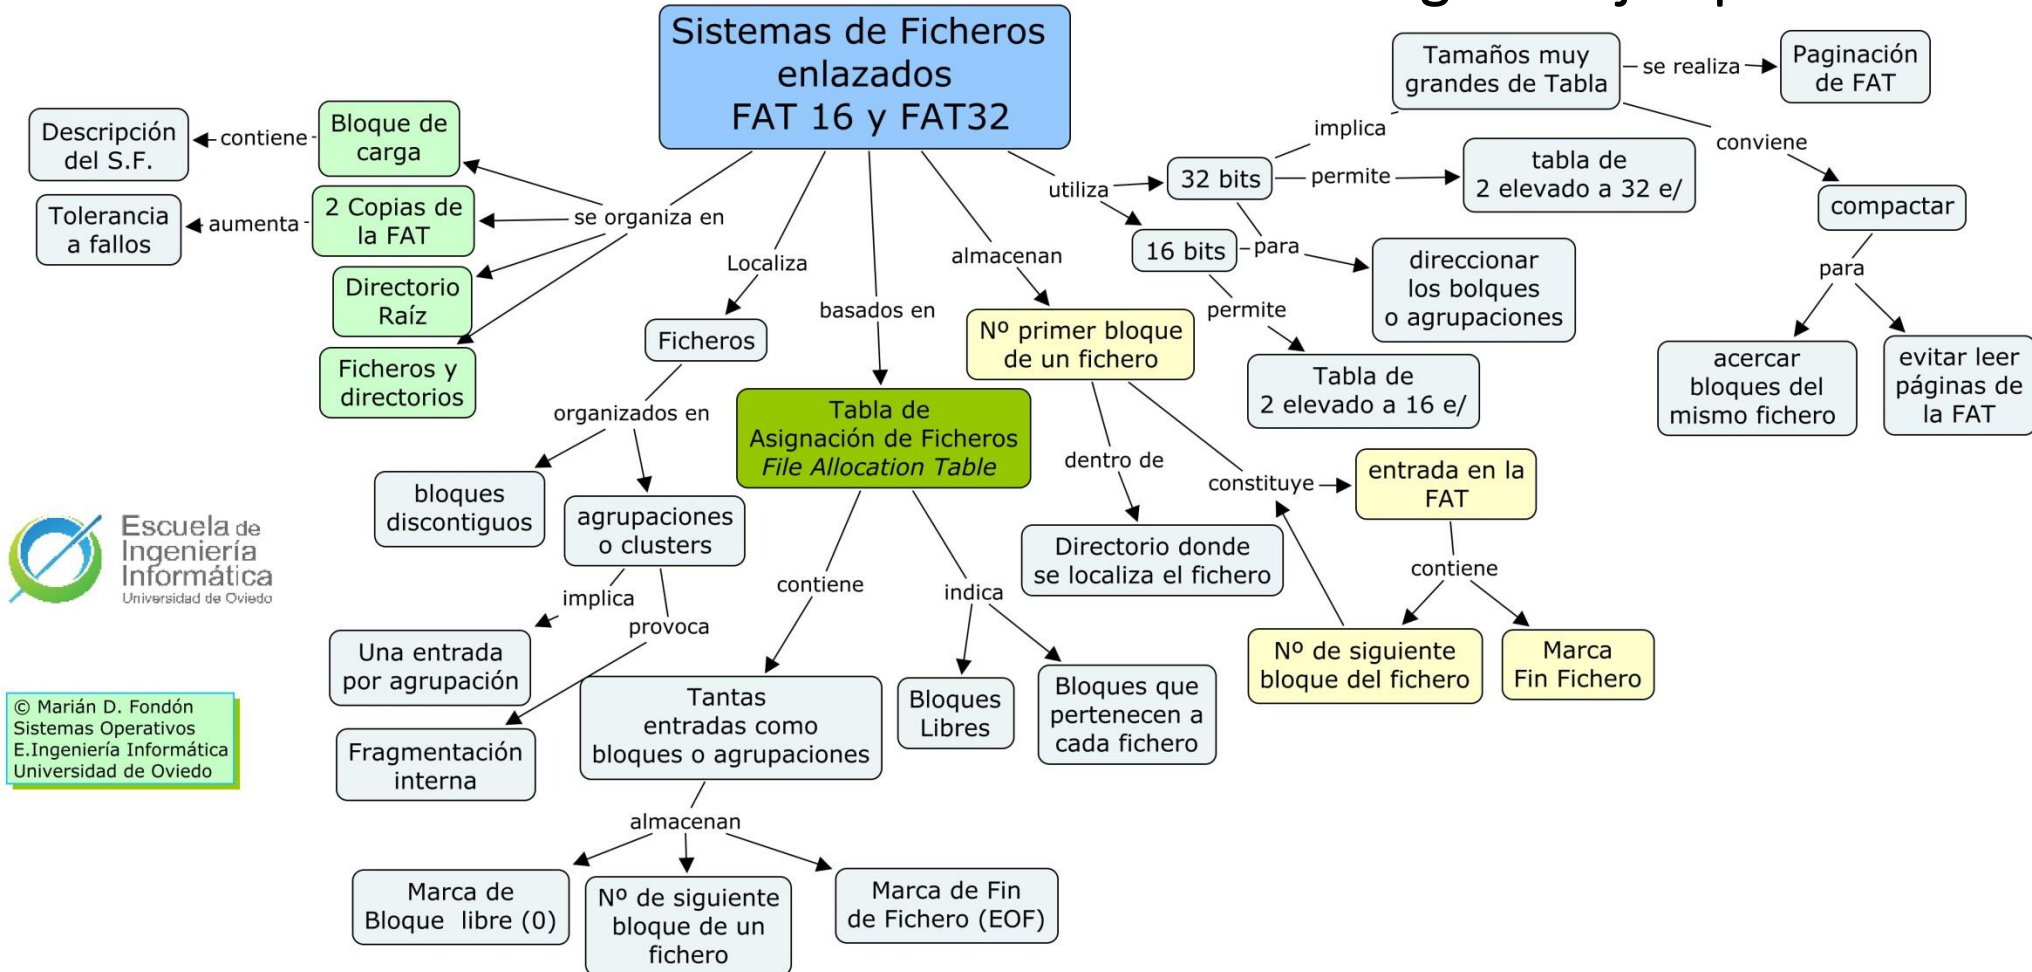 Sistemas de Ficheros
enlazados
FAT 16 y FAT32
Tamaños muy
grandes de Tabla
se realiza
Paginación
de FAT
Descripción
del S.F.
contiene
Bloque de
carga
implica
conviene
32 bits
permite
tabla de
2 elevado a 32 e/
utiliza
compactar
Tolerancia
a fallos
aumenta
2 Copias de
la FAT
se organiza en
16 bits
para
direccionar
los bolques
o agrupaciones
para
Localiza
almacenan
Directorio
Raíz
basados en
permite
Ficheros
Nº primer bloque
de un fichero
acercar
bloques del
mismo fichero
evitar leer
páginas de
la FAT
Ficheros y
directorios
Tabla de
2 elevado a 16 e/
organizados en
Tabla de
Asignación de Ficheros
File Allocation Table
dentro de
constituye
entrada en la
FAT
bloques
discontiguos
agrupaciones
o clusters
Escuela de
Ingeniería
Informática
Universidad de Oviedo
Directorio donde
se localiza el fichero
contiene
contiene
indica
implica
provoca
Una entrada
por agrupación
Nº de siguiente
bloque del fichero
Marca
Fin Fichero
Tantas
entradas como
bloques o agrupaciones
Bloques
Libres
Bloques que
pertenecen a
cada fichero
© Marián D. Fondón
Sistemas Operativos
E.Ingeniería Informática
Universidad de Oviedo
Fragmentación
interna
almacenan
Marca de
Bloque libre (0)
Nº de siguiente
bloque de un
fichero
Marca de Fin
de Fichero (EOF)